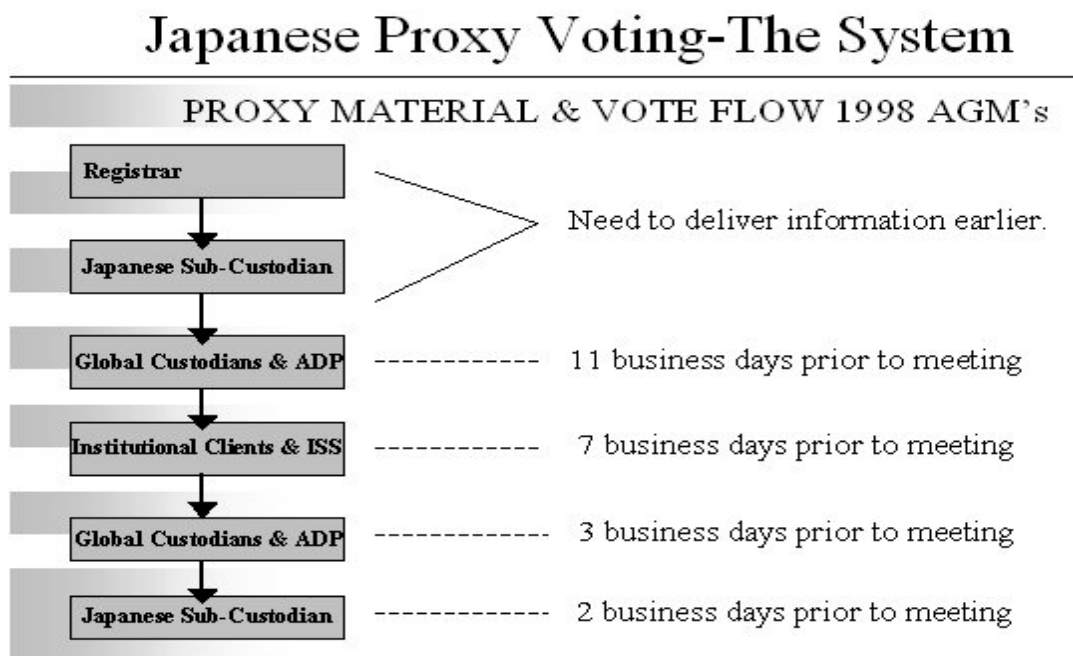 Japanese Proxy Voting-The System
PROXY MATERIAL & VOTE FLOW 1998 AGM's
Registrar
Need to deliver information earlier.
Japanese Sub-Custodian
Global Custodians & ADP
11 business days prior to meeting
Institutional Clients & ISS
7 business days prior to meeting
Global Custodians & ADP
3 business days prior to meeting
Japanese Sub-Custodian
2 business days prior to meeting